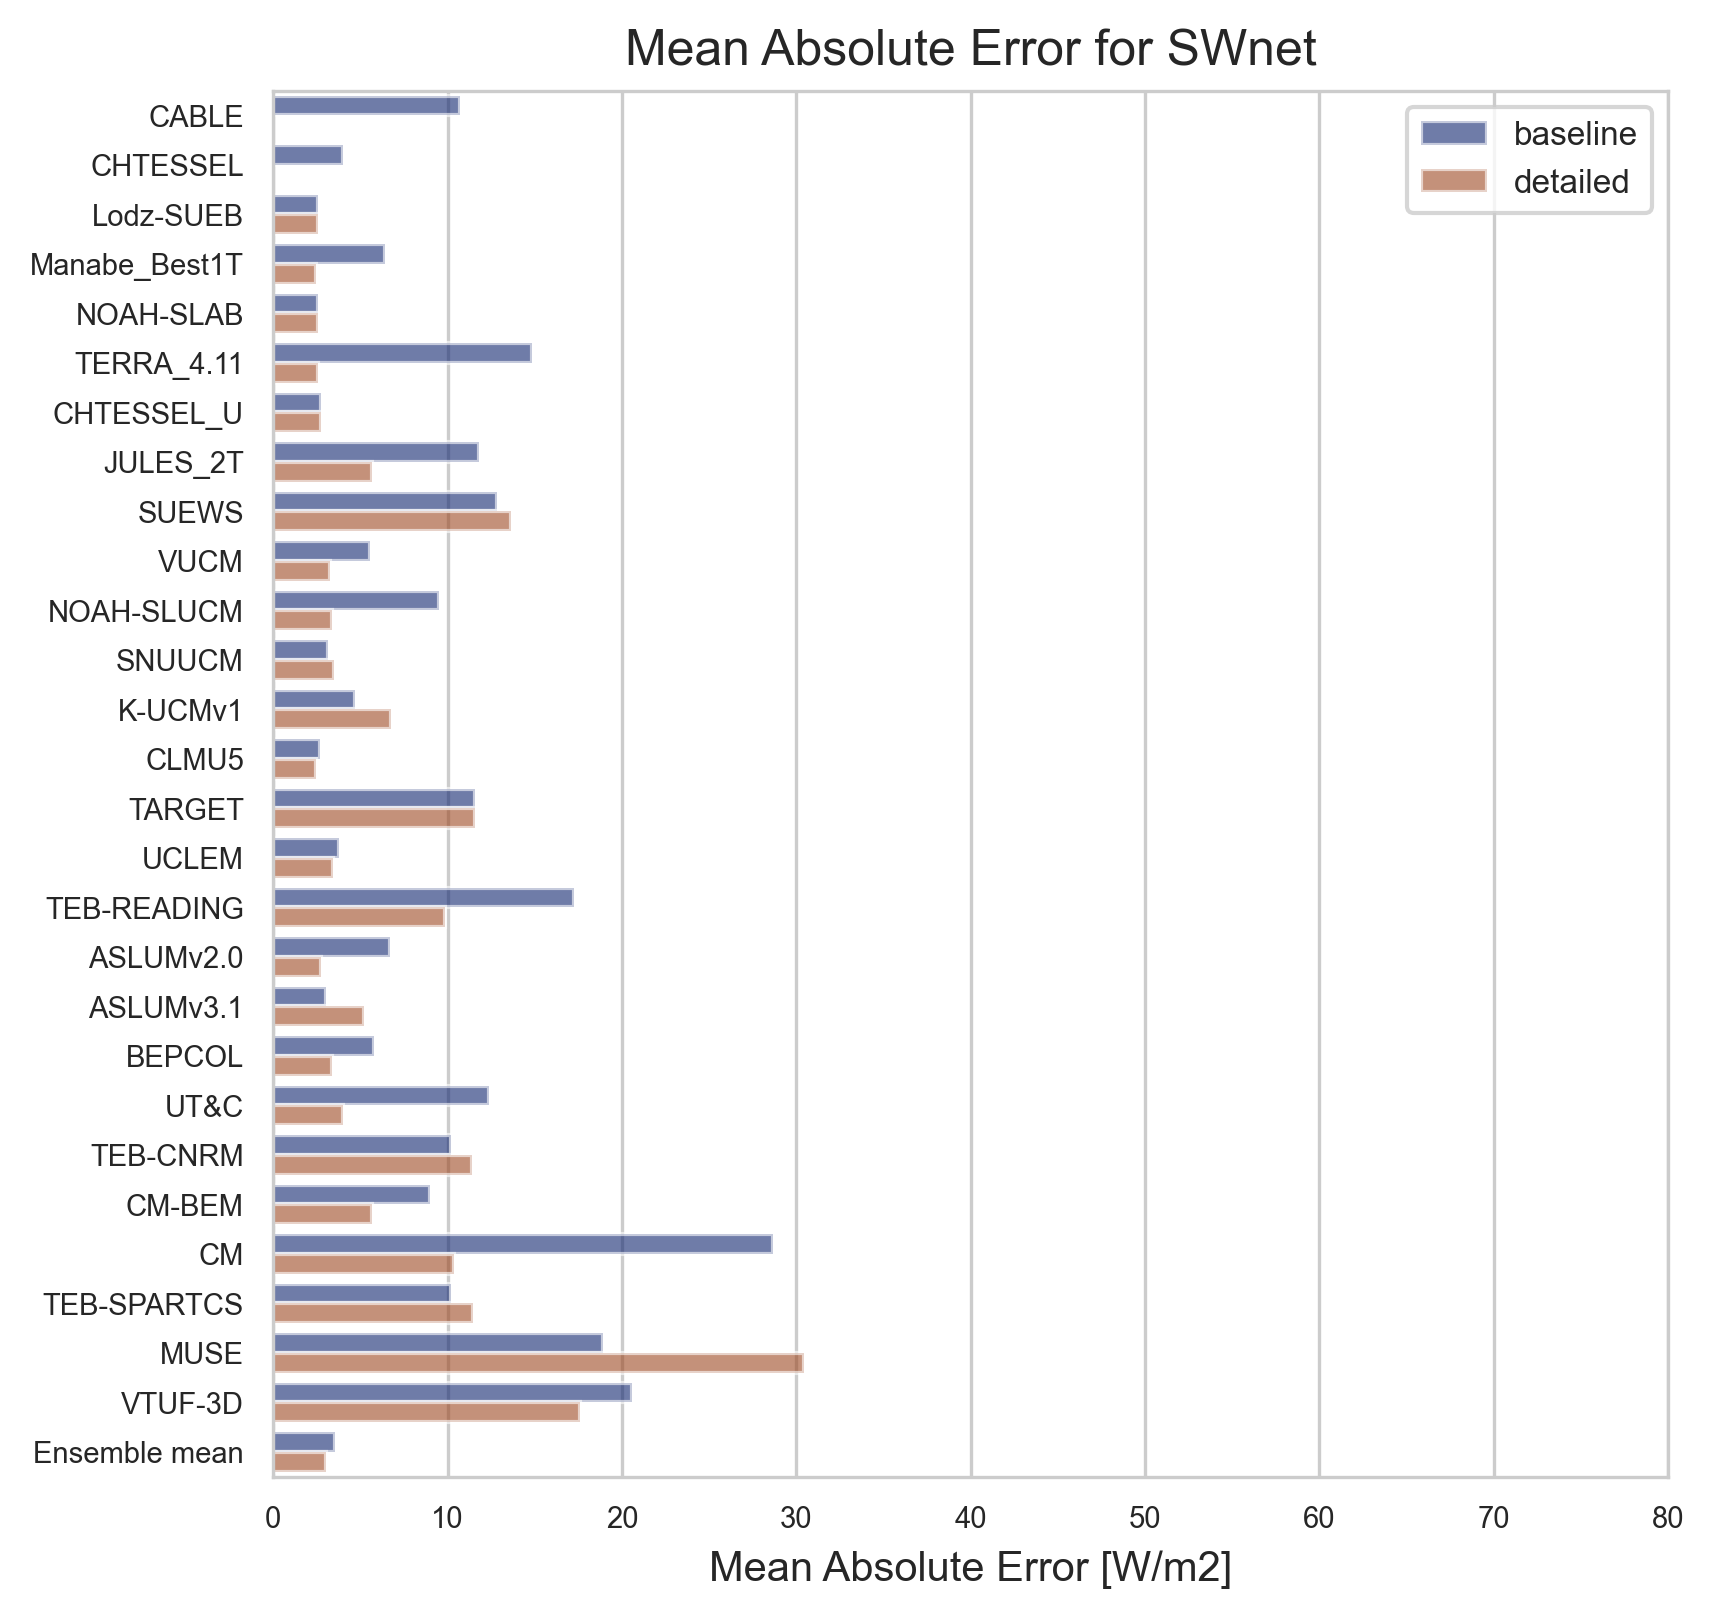 Mean Absolute Error for SWnet
baseline
detailed
CABLE
CHTESSEL
Lodz-SUEB
Manabe_Best1T
NOAH-SLAB
TERRA_4.11
CHTESSEL_U
JULES_2T
SUEWS
VUCM
NOAH-SLUCM
SNUUCM
K-UCMv1
CLMU5
TARGET
UCLEM
TEB-READING
ASLUMv2.0
ASLUMv3.1
BEPCOL
UT&C
TEB-CNRM
CM-BEM
CM
TEB-SPARTCS
MUSE
VTUF-3D
Ensemble mean
0 10 20 30 40 50 60 70 80
Mean Absolute Error [W/m2]